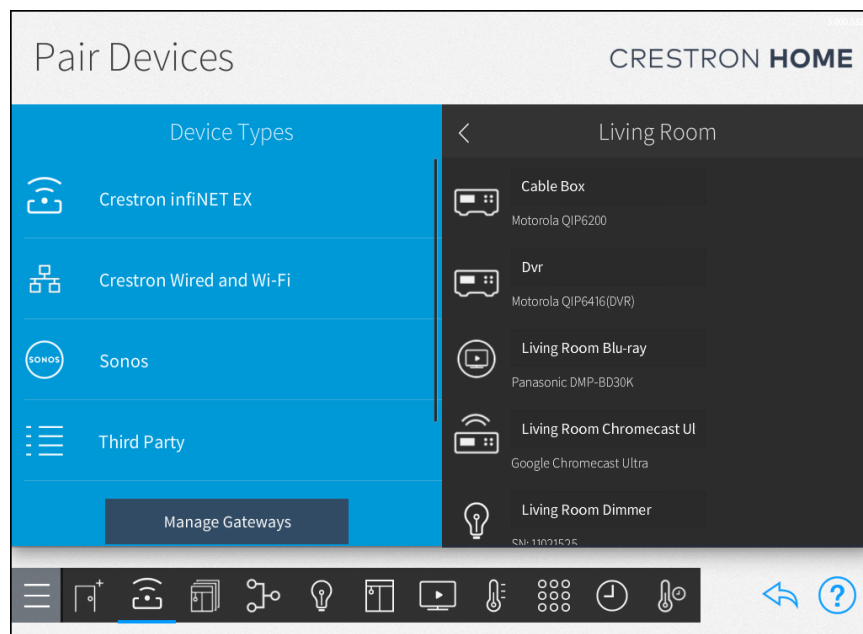 Pair Devices
CRESTRON HOME
Device Types
Crestron infiNET EX
Crestron Wired and Wi-Fi
SONOS
Sonos
Third Party
Manage Gateways
Living Room
Cable Box
Motorola QIP6200
Dvr
Motorola QIP6416(DVR)
Living Room Blu-ray
Panasonic DMP-BD30K
Living Room Chromecast Ul
Google Chromecast Ultra
Living Room Dimmer
SN: 11021525
?